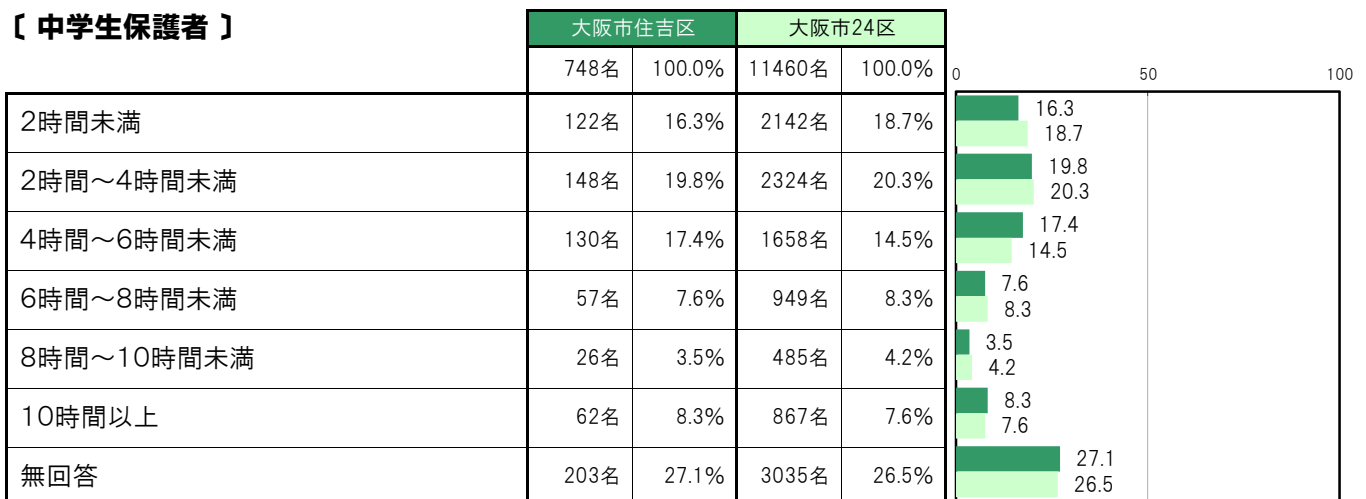 〔 中学生保護者 〕
大阪市住吉区 大阪市24区
748名 100.0% 11460名 100.0%
0 50 100
2時間未満 122名 16.3% 2142名 18.7%
16.3
18.7
2時間～4時間未満 148名 19.8% 2324名 20.3%
19.8
20.3
4時間～6時間未満 130名 17.4% 1658名 14.5%
17.4
14.5
6時間～8時間未満 57名 7.6% 949名 8.3%
7.6
8.3
8時間～10時間未満 26名 3.5% 485名 4.2%
3.5
4.2
10時間以上 62名 8.3% 867名 7.6%
8.3
7.6
無回答 203名 27.1% 3035名 26.5%
27.1
26.5